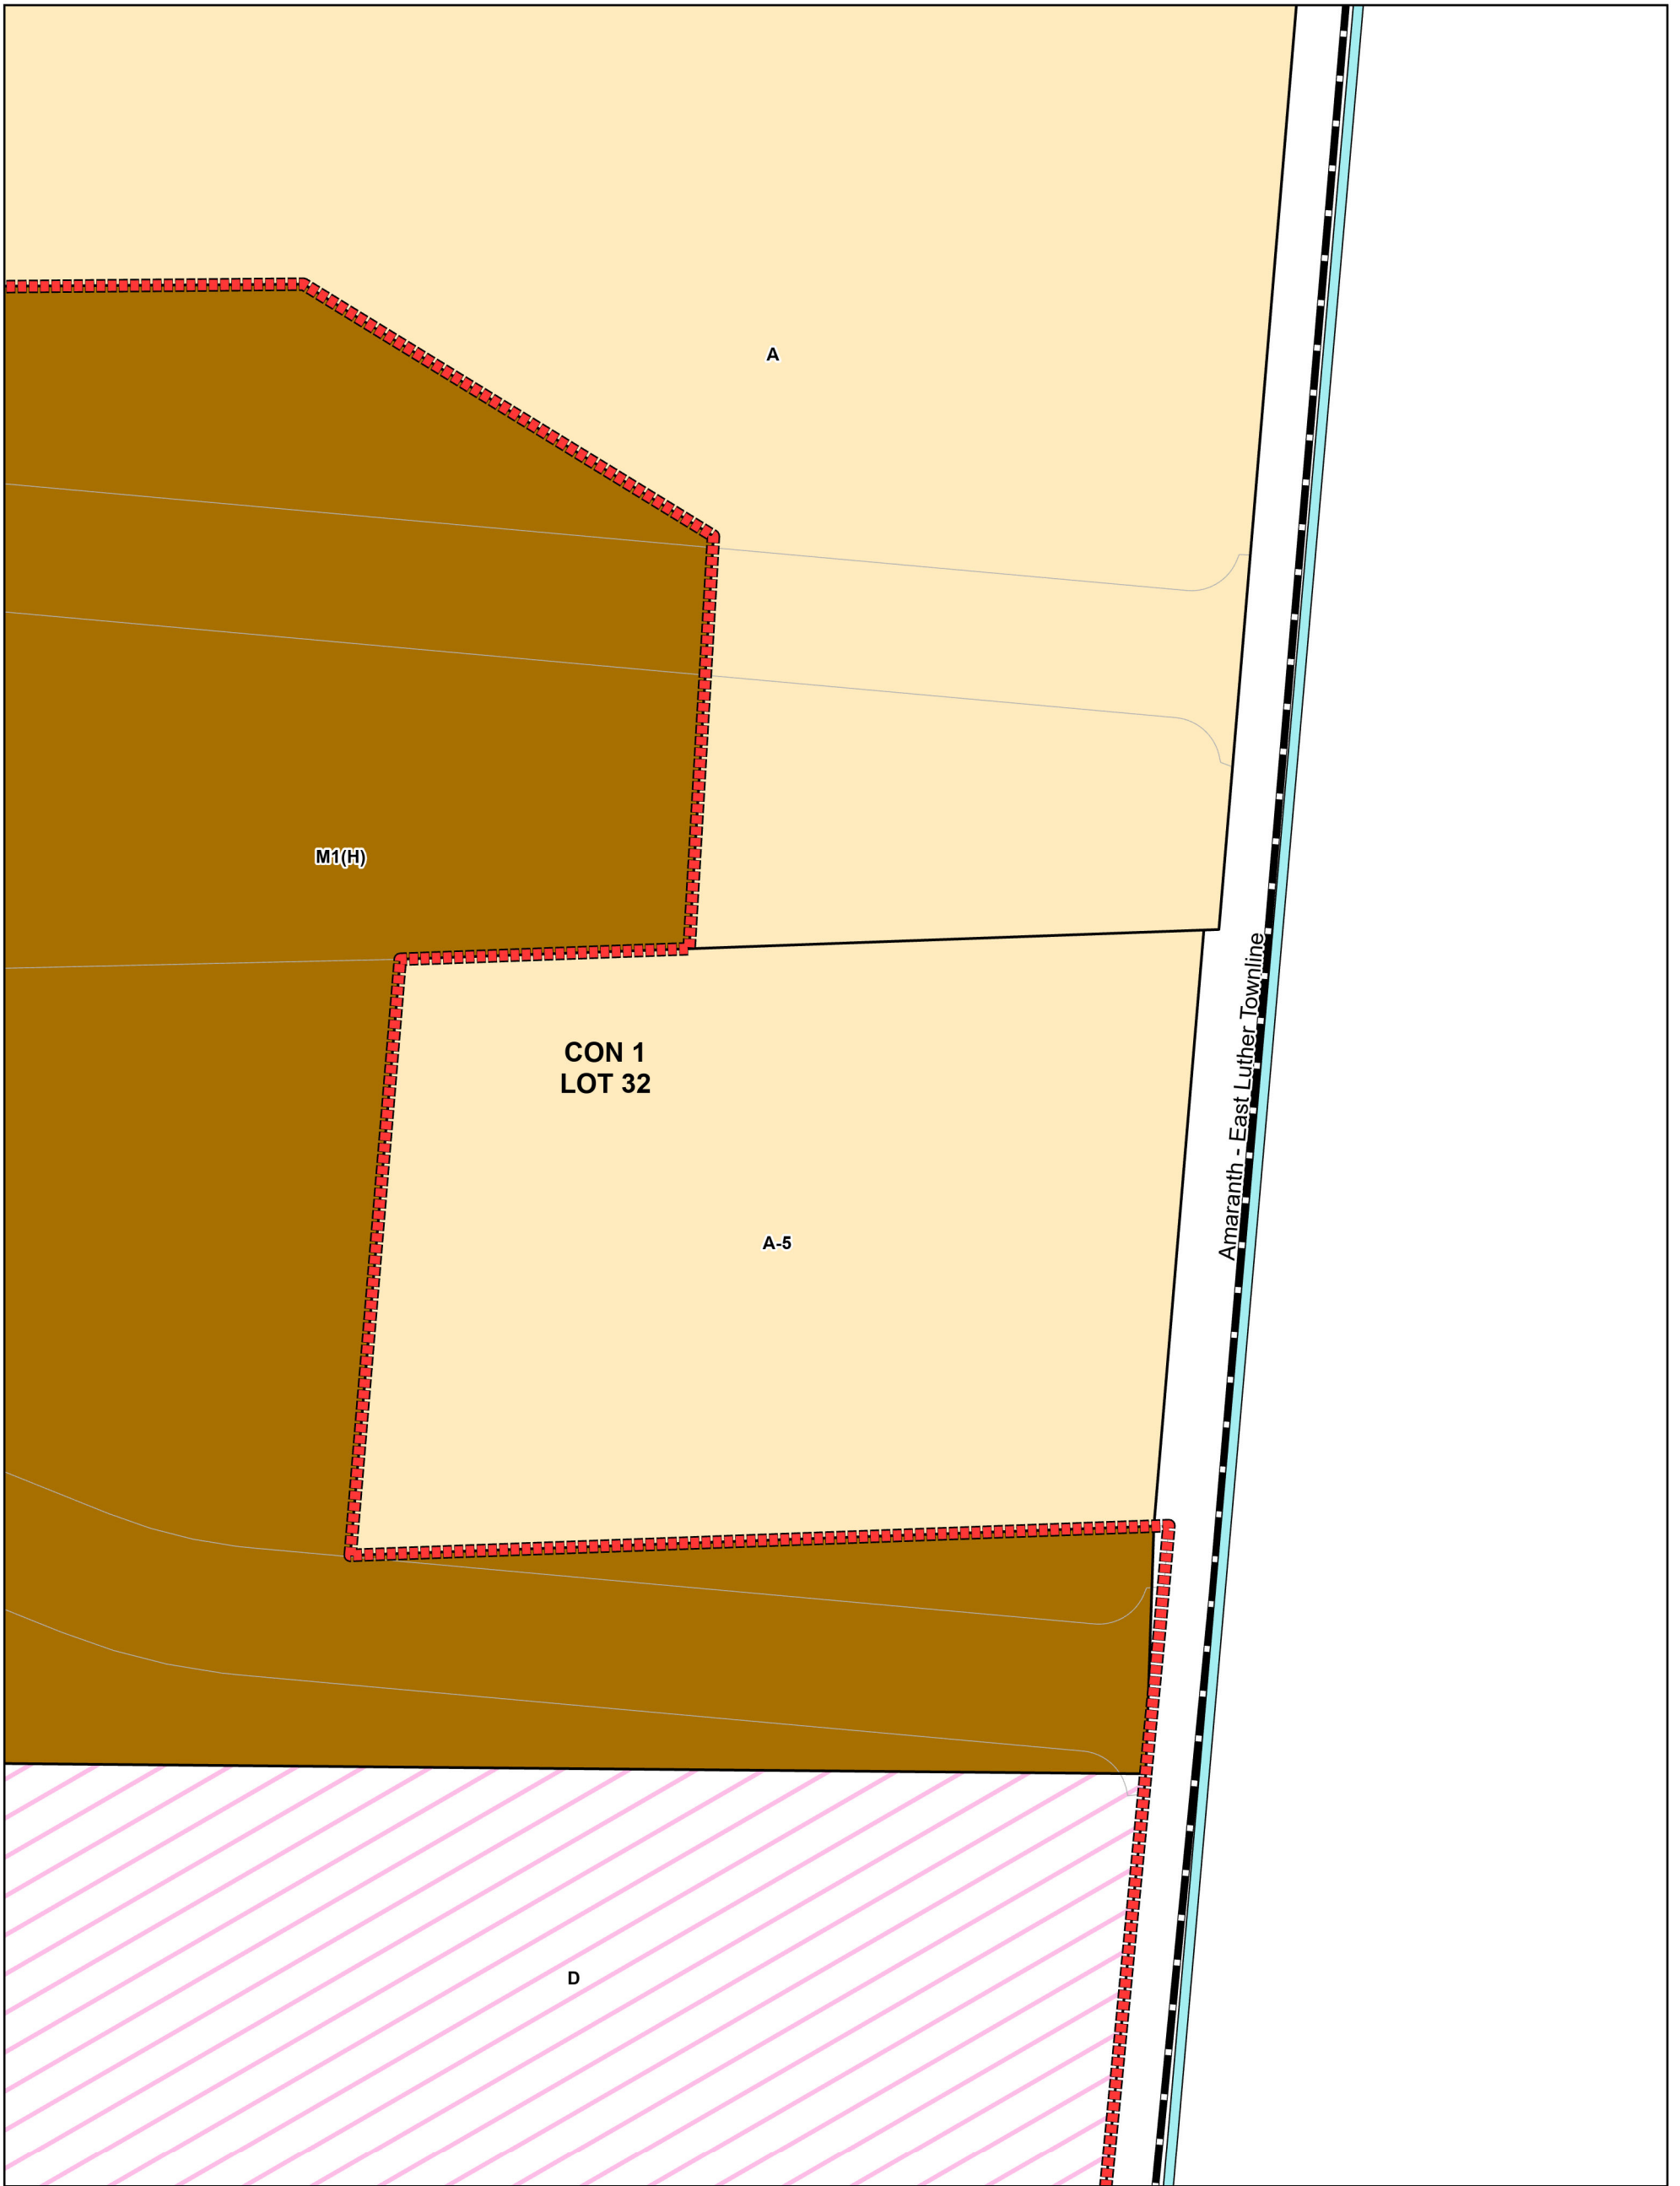 A
M1(H)
CON 1
LOT 32
Amaranth - East Luther Townline
A-5
D